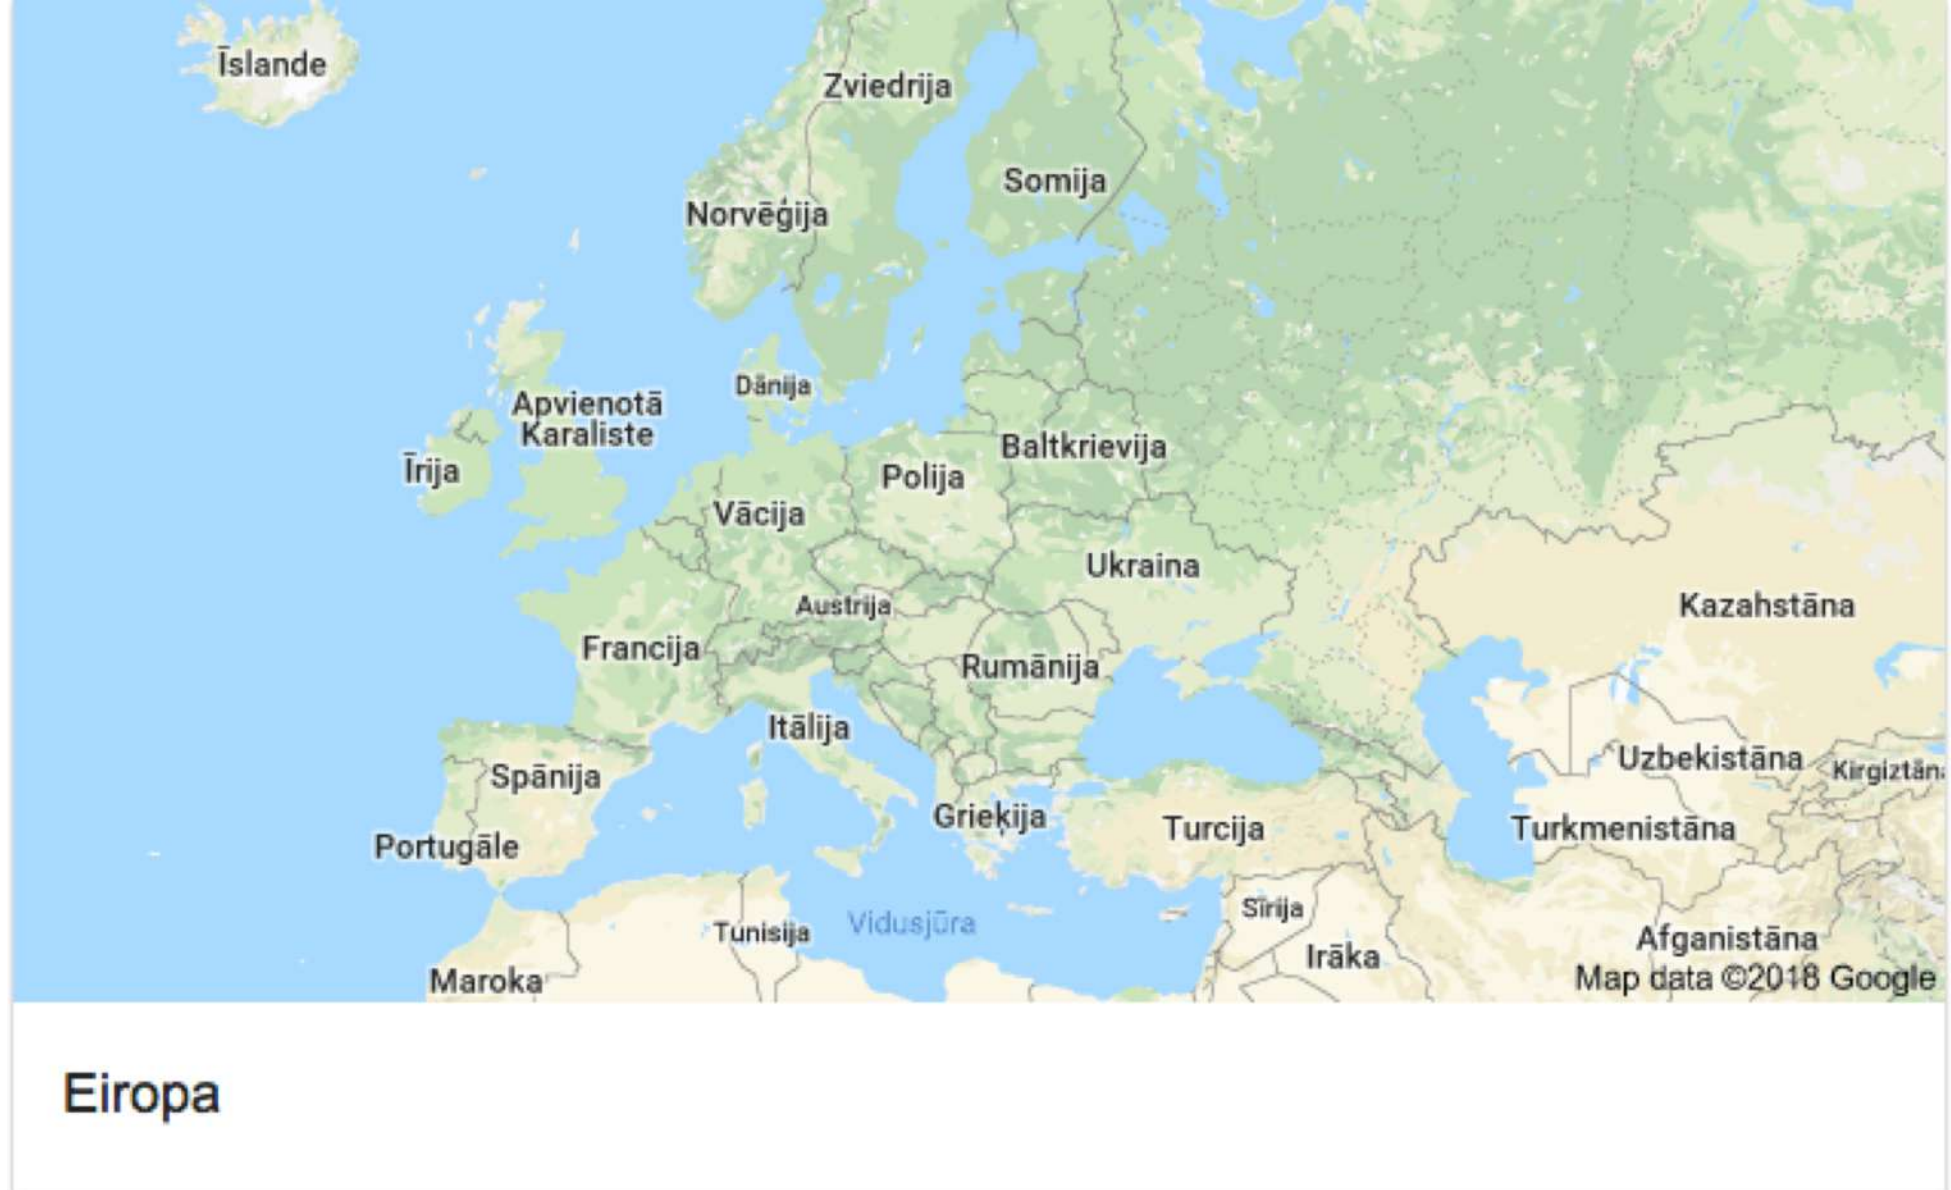 Īslande
Zviedrija
Somija
Norvēģija
Dānija
Apvienotā
Karaliste
Baltkrievija
Īrija
Polija
Vācija
Ukraina
Austrija
Kazahstāna
Francija
Rumānija
Itālija
Uzbekistāna
Kirgiztān
Spānija
Grieķija
Turcija
Turkmenistāna
Portugāle
Sīrija
Vidusjūra
Tunisija
Afganistāna
Irāka
Maroka
Map data ©2018 Google
Eiropa